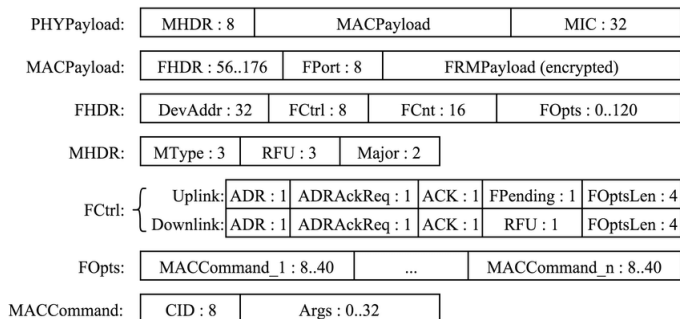 PHYPayload: MHDR : 8 MACPayload MIC : 32
MACPayload: FHDR : 56..176 FPort : 8 FRMPayload (encrypted)
FHDR: DevAddr : 32 FCtrl : 8 FCnt : 16 FOpts : 0..120
MHDR: MType : 3 RFU : 3 Major : 2
FCtrl:
Uplink: ADR : 1 ADRAckReq : 1 ACK : 1 FPending : 1 FOptsLen : 4
Downlink: ADR : 1 ADRAckReq : 1 ACK : 1 RFU : 1 FOptsLen : 4
FOpts: MACCommand_1 : 8..40 ... MACCommand_n : 8..40
MACCommand: CID : 8 Args : 0..32